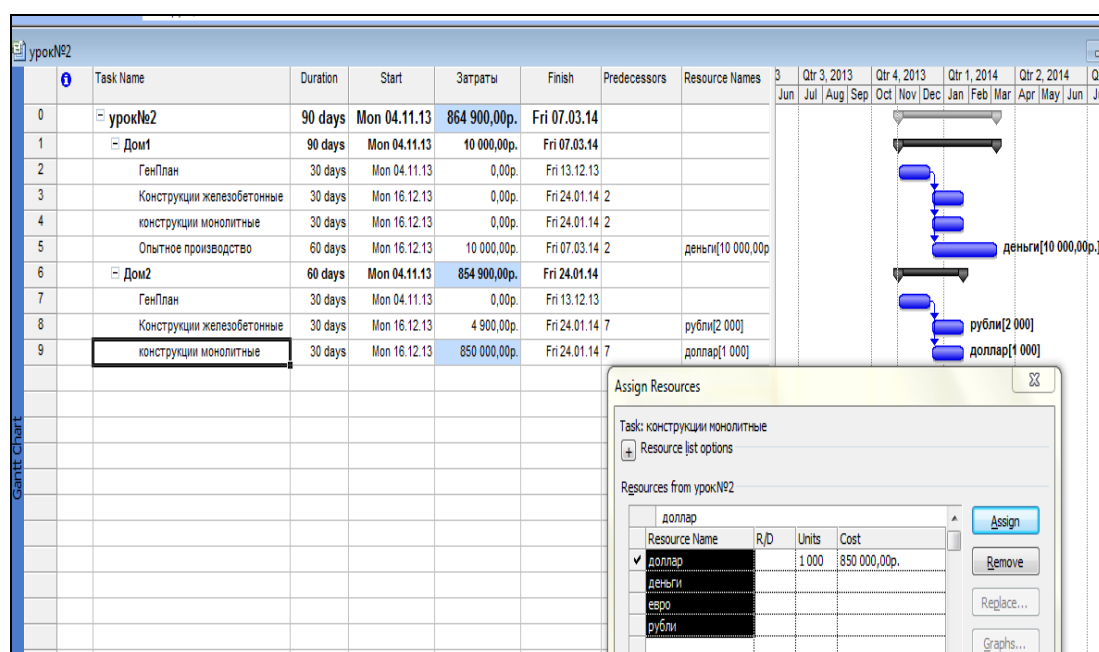 урок№2
Task Name Duration Start Затраты Finish Predecessors Resource Names 3 Qtr 3, 2013 Qtr 4, 2013 Qtr 1, 2014 Qtr 2, 2014 Q
Jun Jul Aug Sep Oct Nov Dec Jan Feb Mar Apr May Jun J
0 урок№2 90 days Mon 04.11.13 864 900,00р. Fri 07.03.14
1 Дом1 90 days Mon 04.11.13 10 000,00р. Fri 07.03.14
2 ГенПлан 30 days Mon 04.11.13 0,00р. Fri 13.12.13
3 Конструкции железобетонные 30 days Mon 16.12.13 0,00р. Fri 24.01.14 2
4 конструкции монолитные 30 days Mon 16.12.13 0,00р. Fri 24.01.14 2
5 Опытное производство 60 days Mon 16.12.13 10 000,00р. Fri 07.03.14 2 деньги[10 000,00р деньги[10 000,00р.]
6 Дом2 60 days Mon 04.11.13 854 900,00р. Fri 24.01.14
7 ГенПлан 30 days Mon 04.11.13 0,00р. Fri 13.12.13
8 Конструкции железобетонные 30 days Mon 16.12.13 4 900,00р. Fri 24.01.14 7 рубли[2 000] рубли[2 000]
9 конструкции монолитные 30 days Mon 16.12.13 850 000,00р. Fri 24.01.14 7 доллар[1 000] доллар[1 000]
Gantt Chart
Assign Resources
Task: конструкции монолитные
Resource list options
Resources from урок№2
доллар
Assign
Resource Name R/D Units Cost
доллар 1 000 850 000,00р.
Remove
деньги
евро
Replace...
рубли
Graphs...